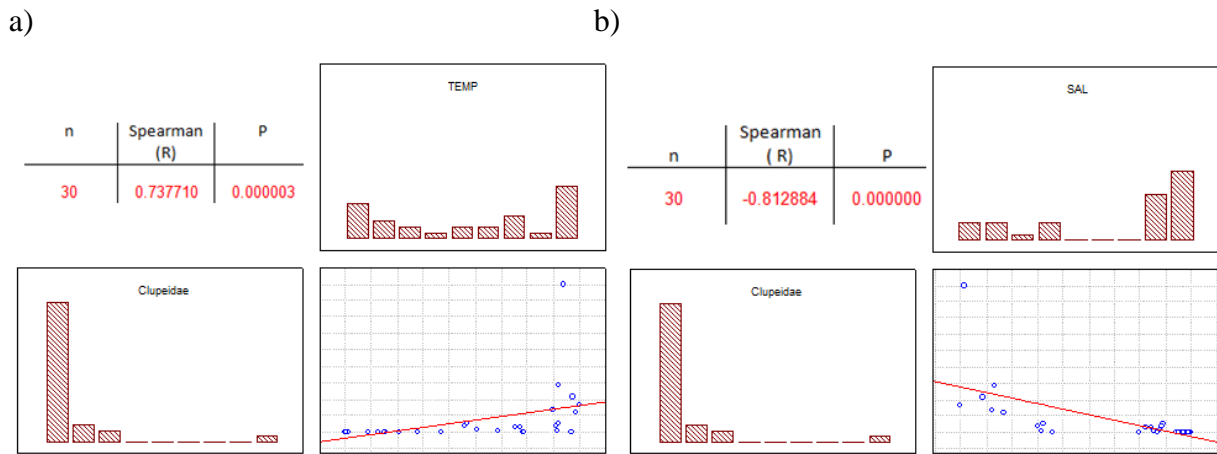 a)
n Spearman (R) P
30 0.737710 0.000003
TEMP
Clupeidae
b)
n Spearman ( R) P
30 -0.812884 0.000000
SAL
Clupeidae